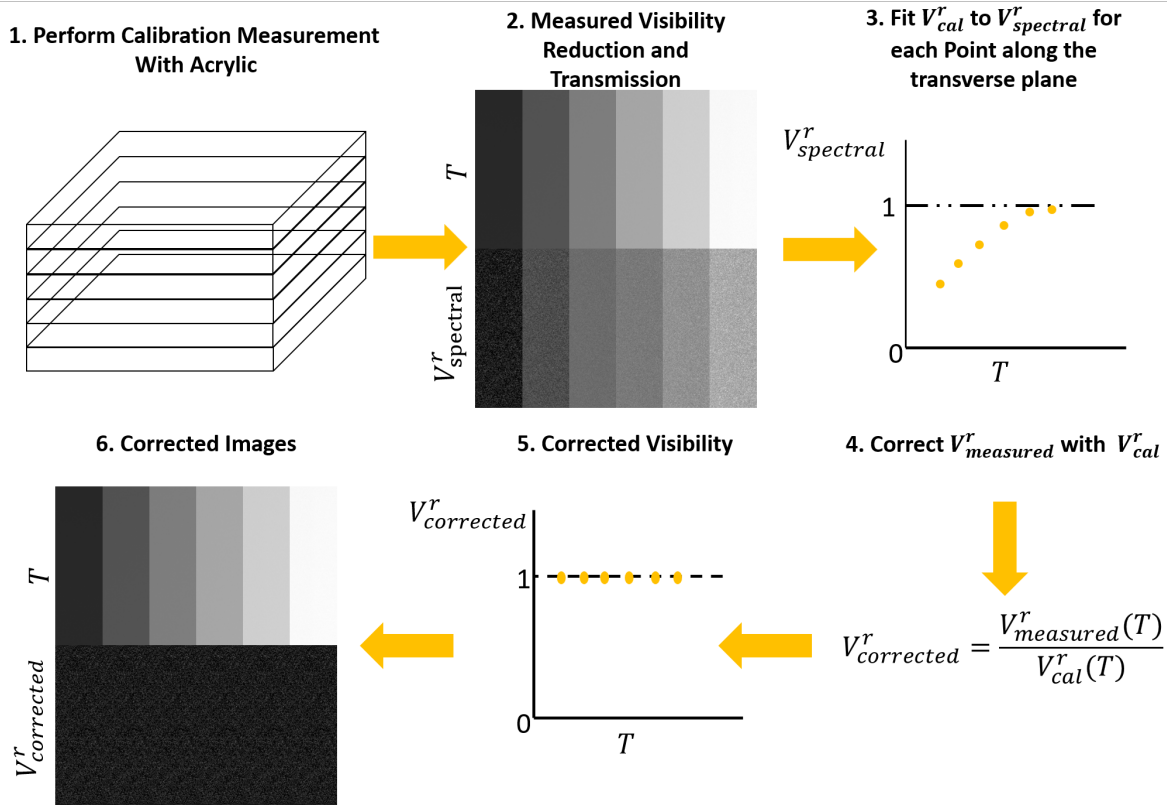 1. Perform Calibration Measurement
With Acrylic
2. Measured Visibility
Reduction and
Transmission
T
V^r_spectral
3. Fit V^r_cal to V^r_spectral for
each Point along the
transverse plane
V^r_spectral
1
0
T
4. Correct V^r_measured with V^r_cal
V^r_corrected = V^r_measured(T) / V^r_cal(T)
5. Corrected Visibility
V^r_corrected
1
0
T
6. Corrected Images
T
V^r_corrected